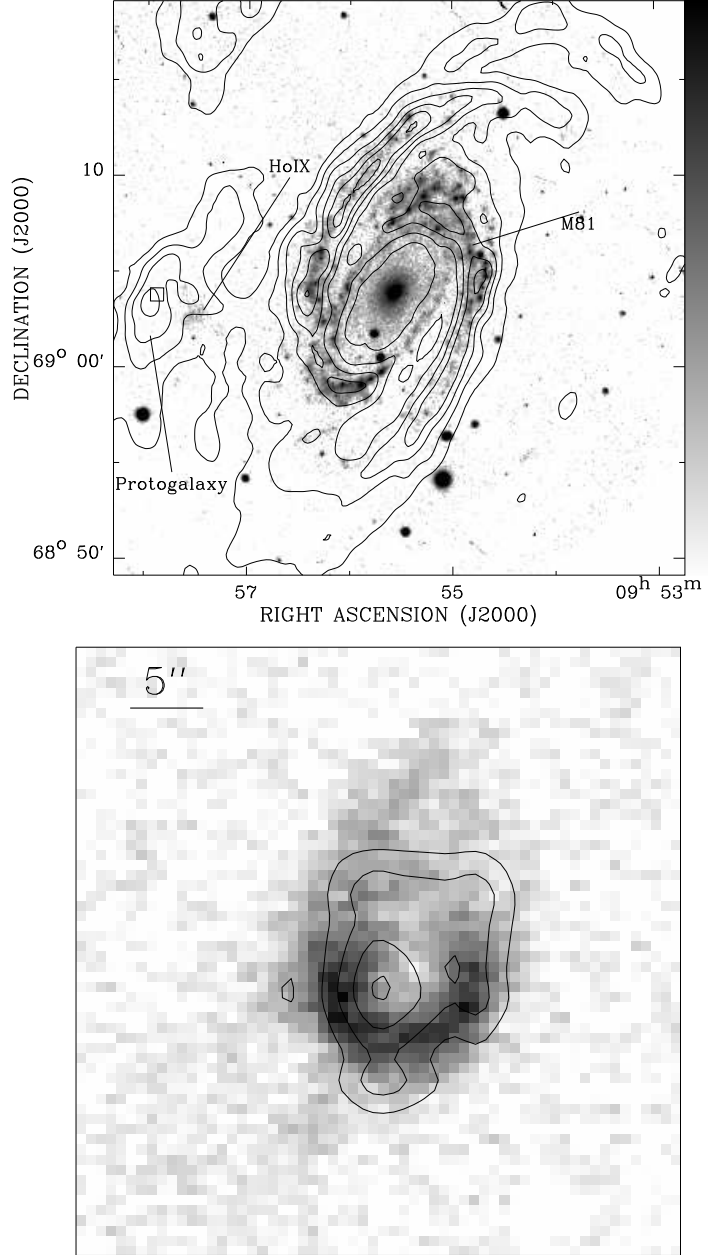 HoIX
10
M81
DECLINATION (J2000)
69° 00'
Protogalaxy
68° 50'
57
55
09ʰ 53ᵐ
RIGHT ASCENSION (J2000)
5''